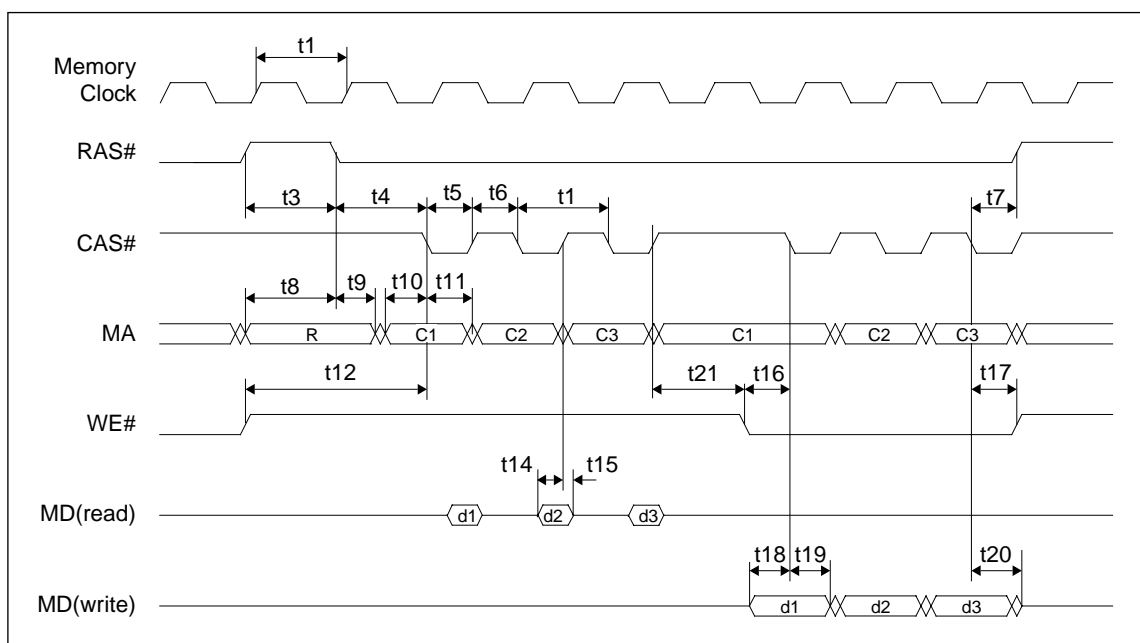 t1
Memory
Clock
RAS#
t3 t4 t5 t6 t1 t7
CAS#
t8 t9 t10 t11
MA R C1 C2 C3 C1 C2 C3
t12 t21 t16 t17
WE#
t14 t15
MD(read) d1 d2 d3
t18 t19 t20
MD(write) d1 d2 d3